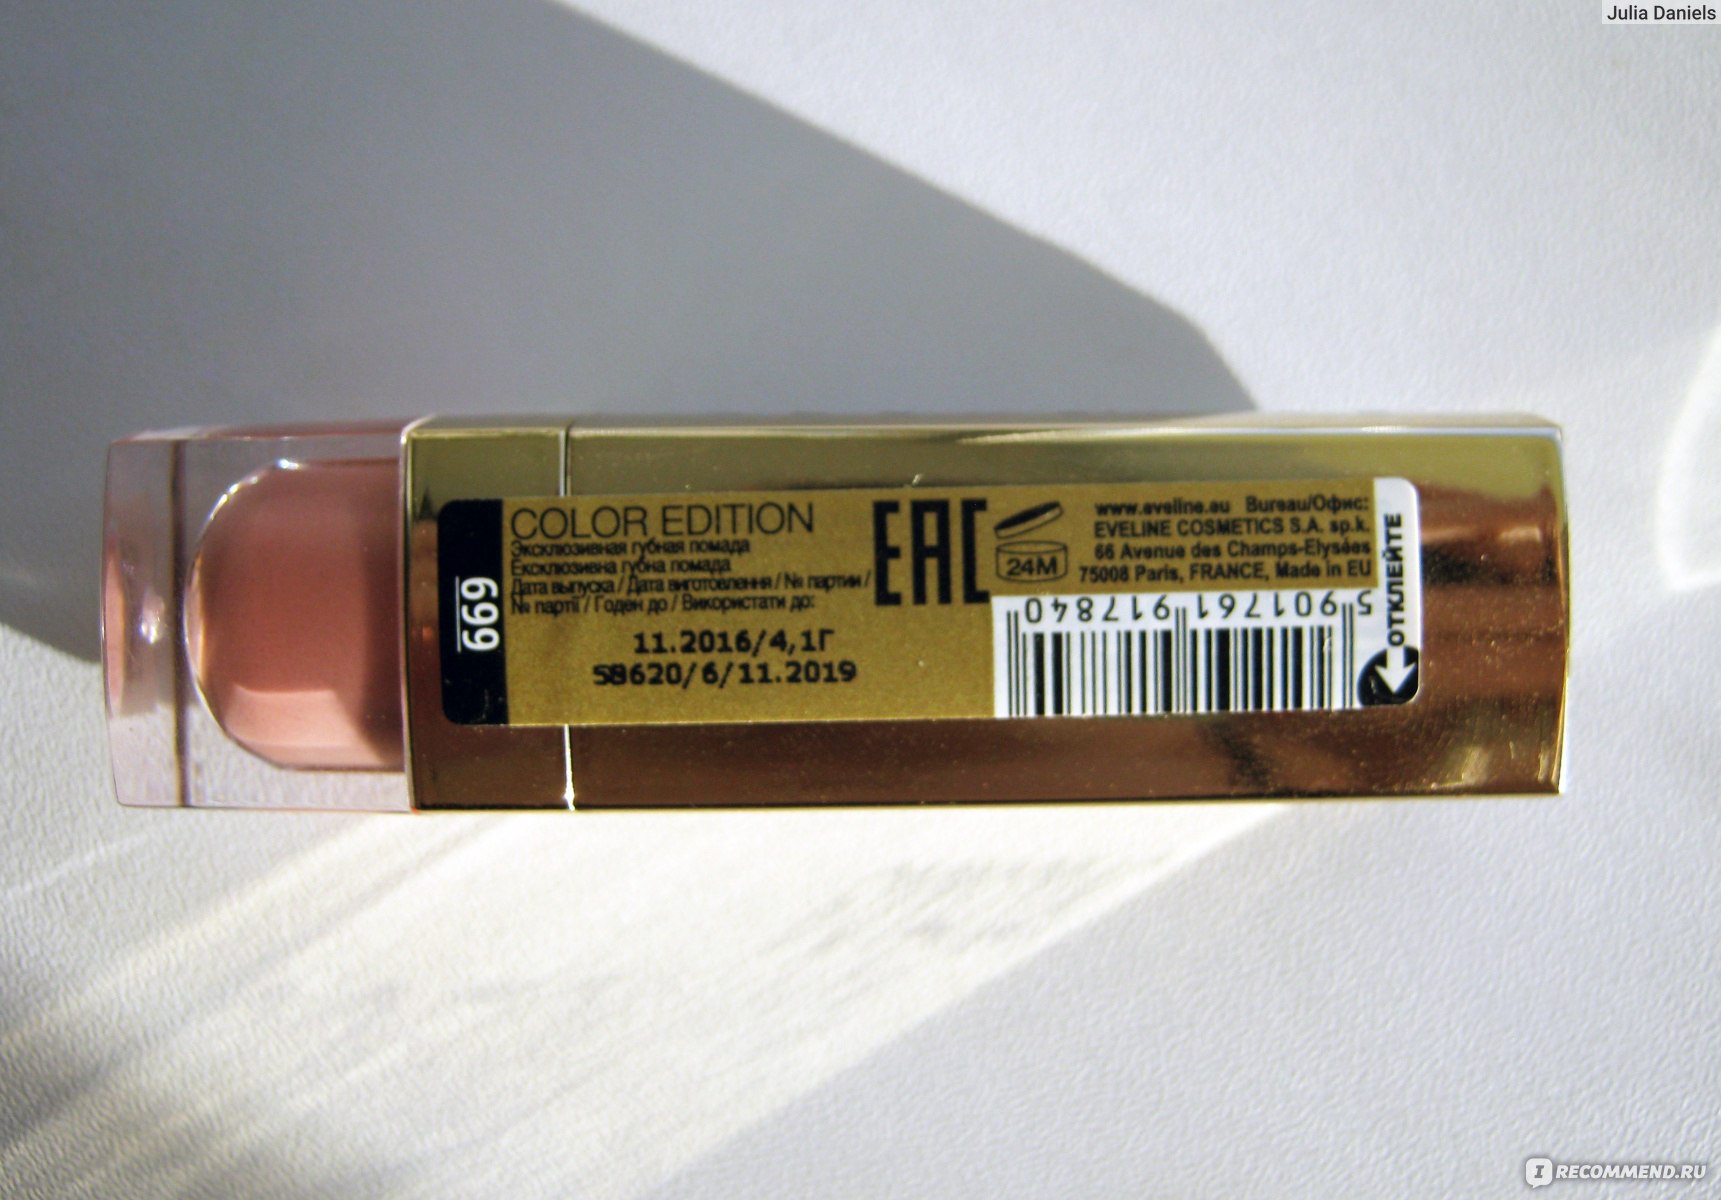 Julia Daniels
699
COLOR EDITION
Эксклюзивная губная помада
Ексклюзивна губна помада
Дата выпуска / Дата виготовлення / № партии /
№ партії / Годен до / Використати до:
11.2016/4,1Г
58620/6/11.2019
EAC
24M
www.eveline.eu Bureau/Офис:
EVELINE COSMETICS S.A. sp.k.
66 Avenue des Champs-Elysées
75008 Paris, FRANCE, Made in EU
5 901761 917840
ОТКЛЕЙТЕ
IRECOMMEND.RU